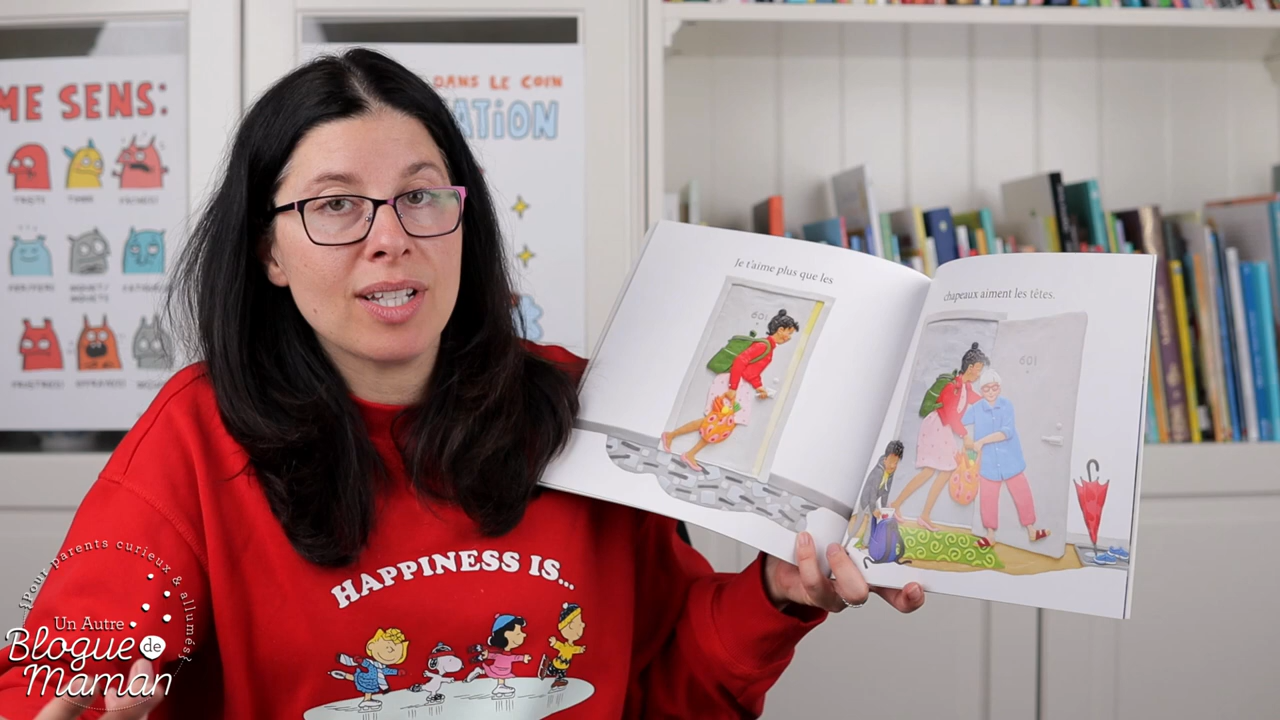 ME SENS:
DANS LE COIN
ATION
TRISTE
Je t'aime plus que les
601
chapeaux aiment les têtes.
601
HAPPINESS IS...
{Pour parents curieux & allumés}
Un Autre
Blogue de
Maman